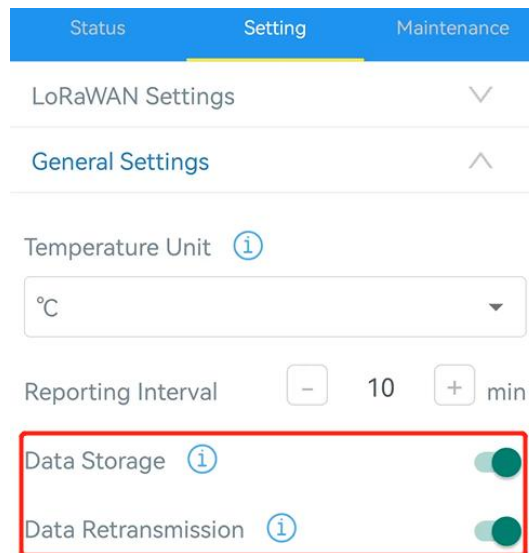 Status Setting Maintenance
LoRaWAN Settings
General Settings
Temperature Unit
℃
Reporting Interval - 10 + min
Data Storage
Data Retransmission